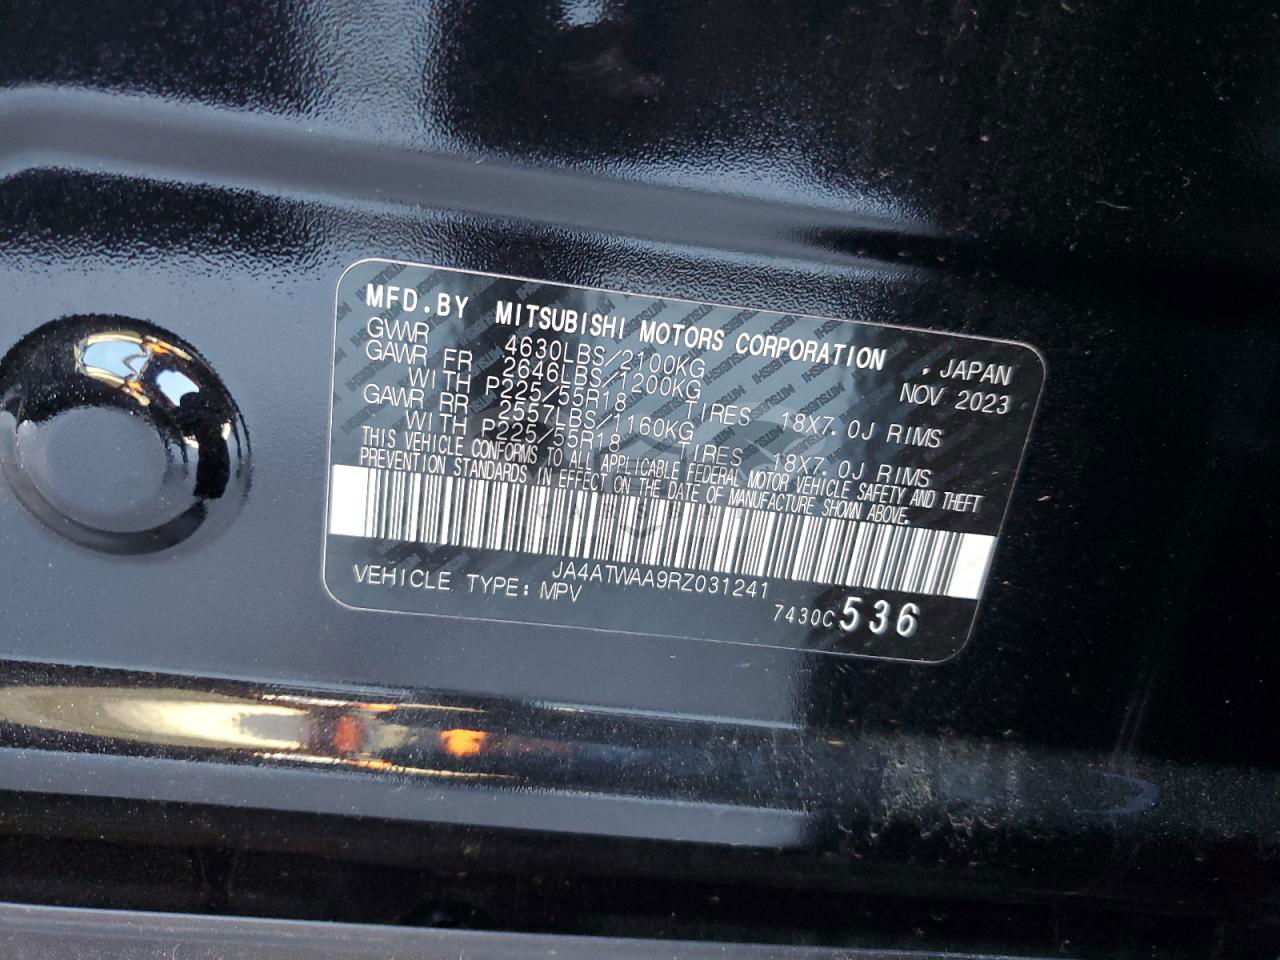 MFD.BY MITSUBISHI MOTORS CORPORATION , JAPAN
GVWR 4630LBS/2100KG NOV 2023
GAWR FR 2646LBS/1200KG
WITH P225/55R18 TIRES 18X7.0J RIMS
GAWR RR 2557LBS/1160KG
WITH P225/55R18 TIRES 18X7.0J RIMS
THIS VEHICLE CONFORMS TO ALL APPLICABLE FEDERAL MOTOR VEHICLE SAFETY AND THEFT
PREVENTION STANDARDS IN EFFECT ON THE DATE OF MANUFACTURE SHOWN ABOVE.
JA4ATWAA9RZ031241
VEHICLE TYPE: MPV 7430C 536